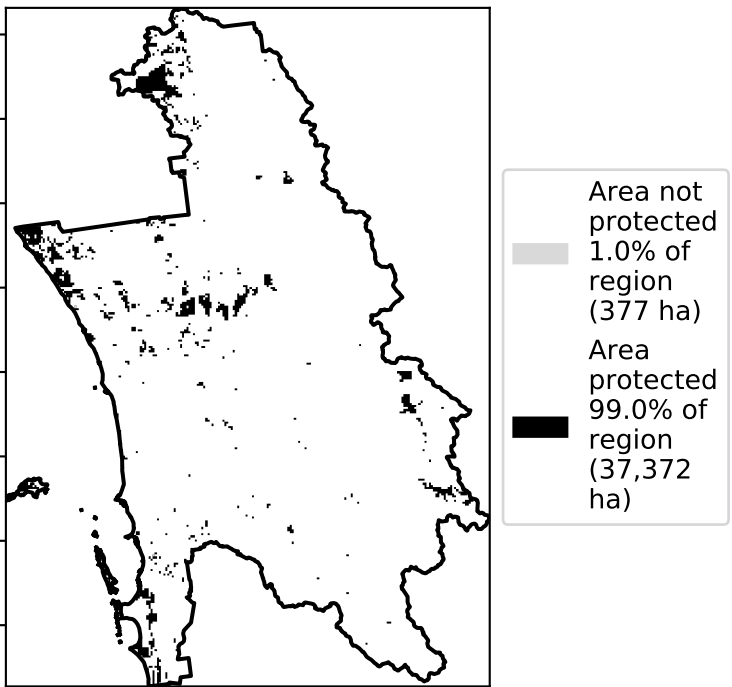 Area not
protected
1.0% of
region
(377 ha)
Area
protected
99.0% of
region
(37,372
ha)